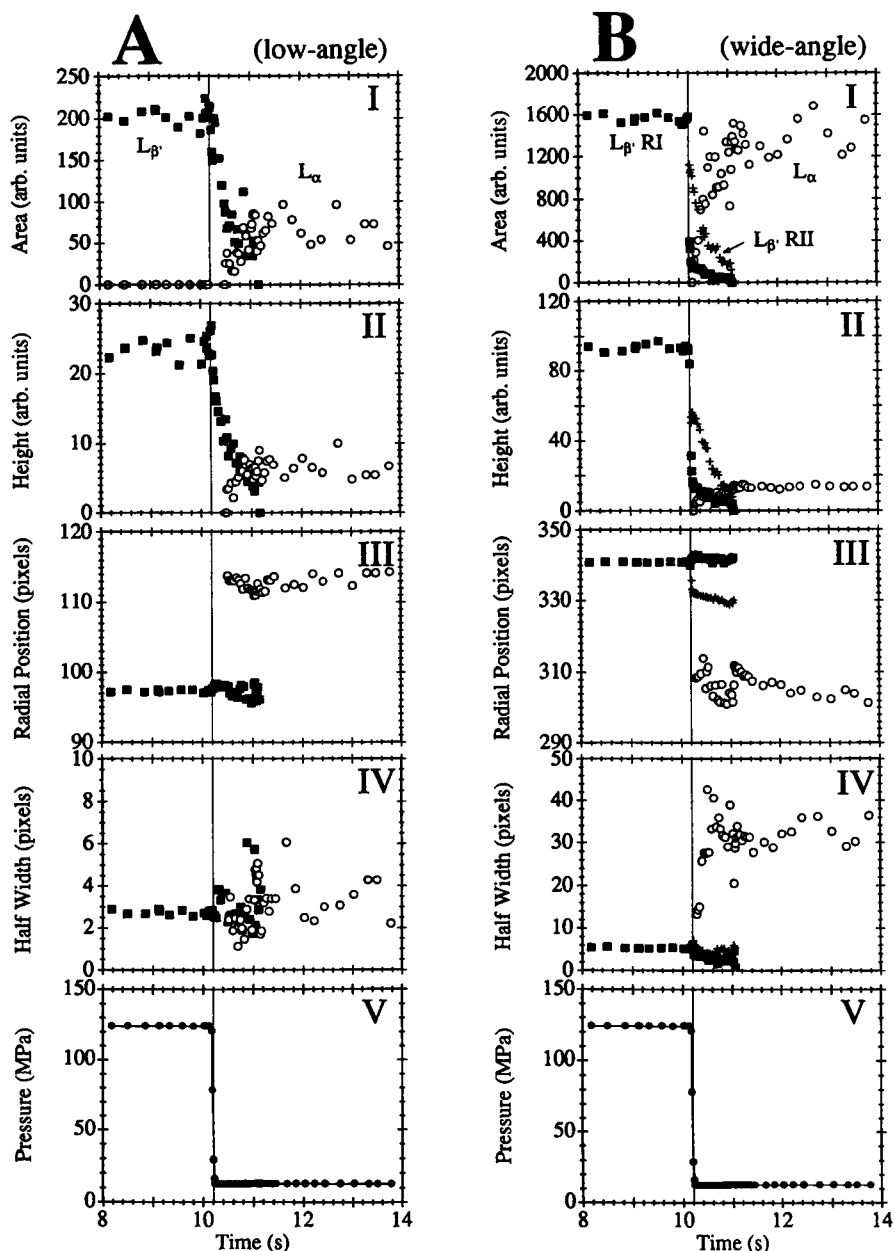 A (low-angle)
Area (arb. units)
250
200
150
100
50
0
I
Lβ'
Lα
Height (arb. units)
30
20
10
0
II
Radial Position (pixels)
120
110
100
90
III
Half Width (pixels)
10
8
6
4
2
0
IV
Pressure (MPa)
150
100
50
0
V
8 10 12 14
Time (s)
B (wide-angle)
Area (arb. units)
2000
1600
1200
800
400
0
I
Lβ' RI
Lα
Lβ' RII
Height (arb. units)
120
80
40
0
II
Radial Position (pixels)
350
330
310
290
III
Half Width (pixels)
50
40
30
20
10
0
IV
Pressure (MPa)
150
100
50
0
V
8 10 12 14
Time (s)